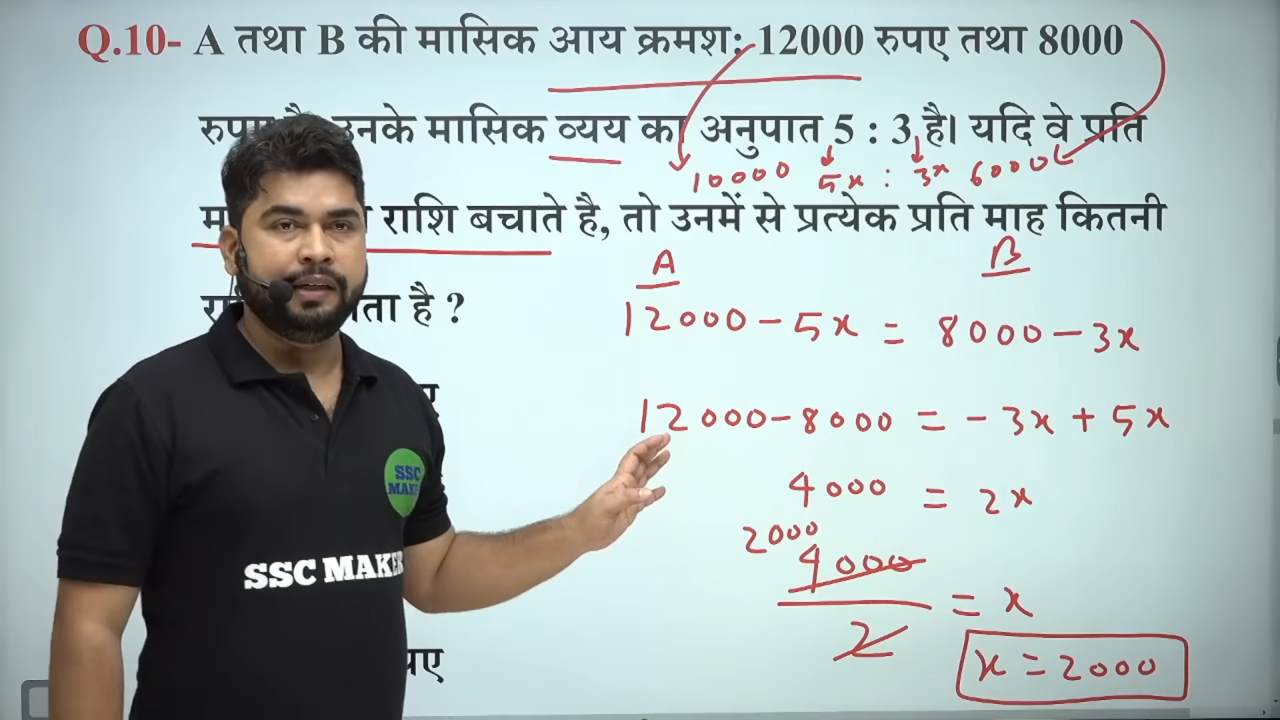 Q.10- A तथा B की मासिक आय क्रमश: 12000 रुपए तथा 8000
उनके मासिक व्यय का अनुपात 5 : 3 है। यदि वे प्रति
10000 5x : 3x 6000
राशि बचाते है, तो उनमें से प्रत्येक प्रति माह कितनी
A B
है ?
12000 - 5x = 8000 - 3x
12000 - 8000 = - 3x + 5x
4000 = 2x
2000
4000
2
= x
x = 2000
SSC
MAKER
SSC MAKER